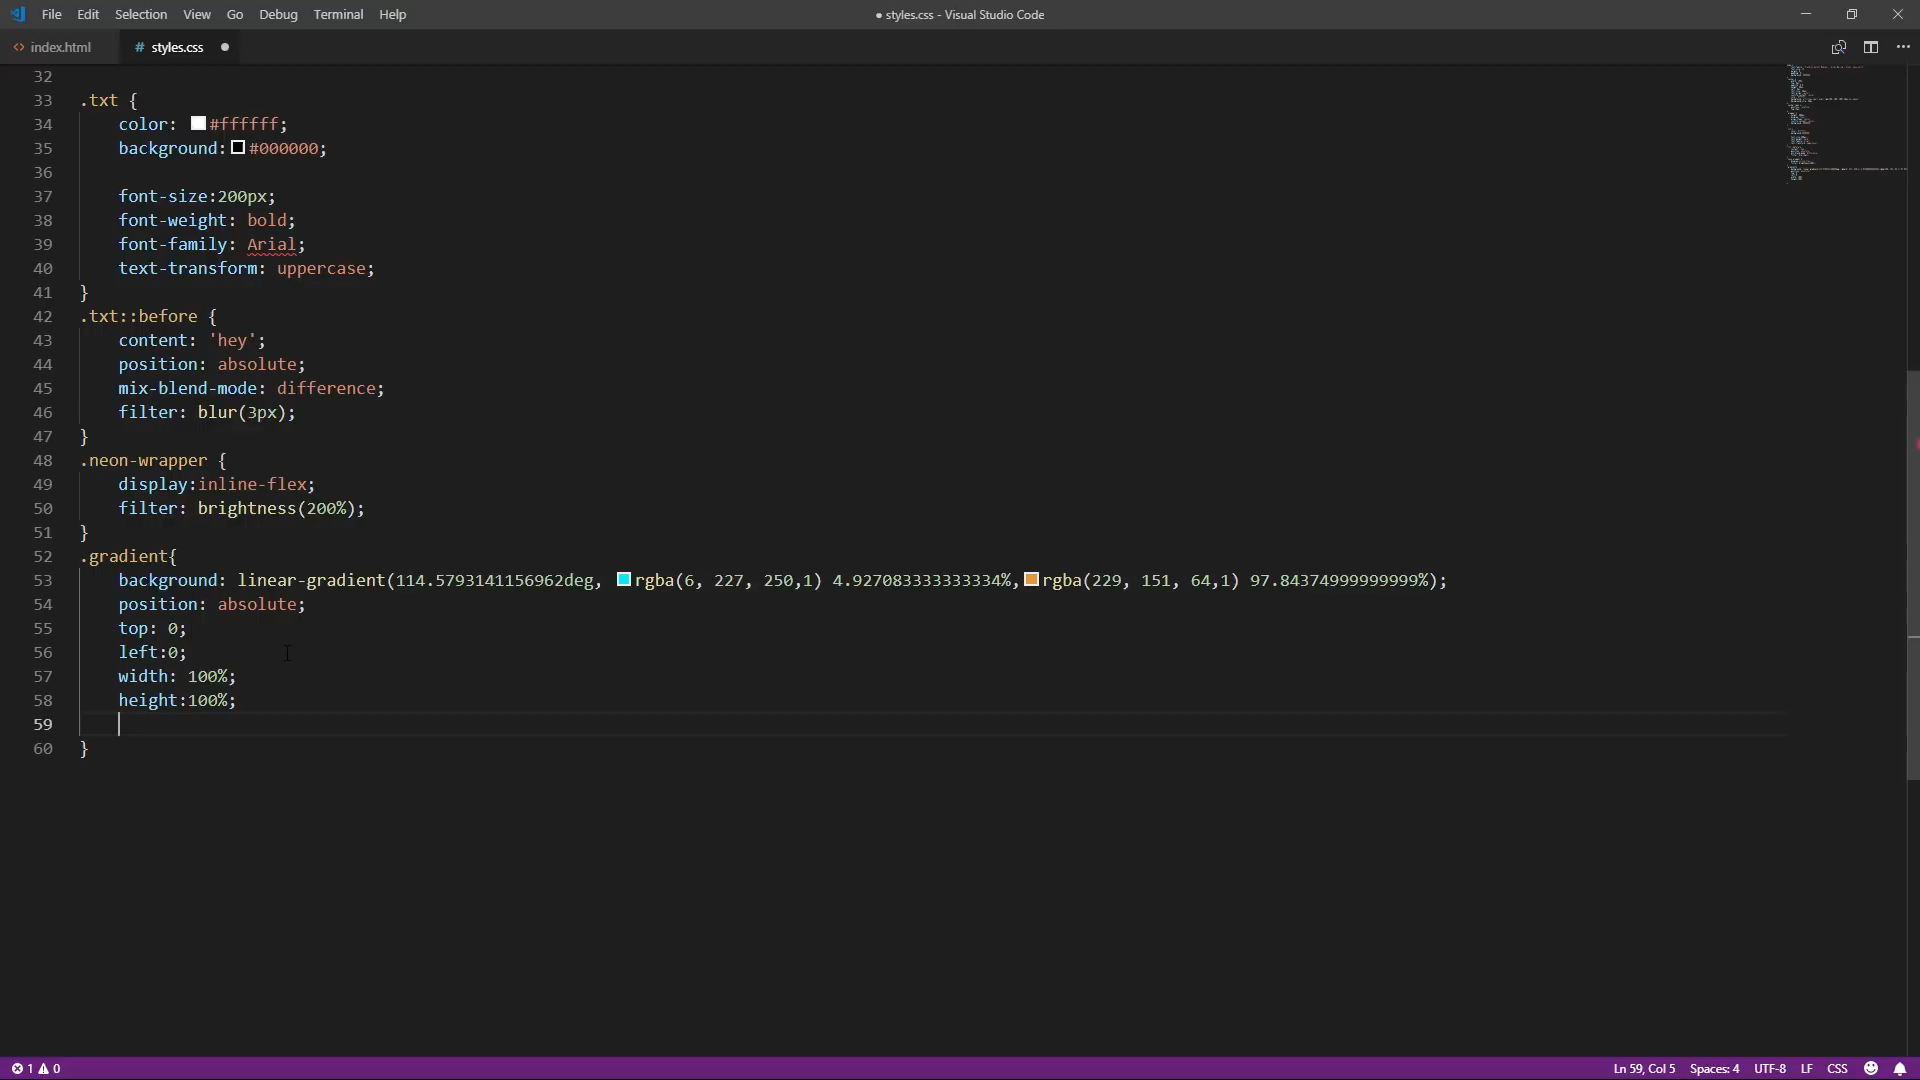 File Edit Selection View Go Debug Terminal Help
● styles.css - Visual Studio Code
<> index.html
# styles.css ●
32
33 .txt {
34     color: #ffffff;
35     background: #000000;
36
37     font-size:200px;
38     font-weight: bold;
39     font-family: Arial;
40     text-transform: uppercase;
41 }
42 .txt::before {
43     content: 'hey';
44     position: absolute;
45     mix-blend-mode: difference;
46     filter: blur(3px);
47 }
48 .neon-wrapper {
49     display:inline-flex;
50     filter: brightness(200%);
51 }
52 .gradient{
53     background: linear-gradient(114.5793141156962deg, rgba(6, 227, 250,1) 4.927083333333334%,rgba(229, 151, 64,1) 97.84374999999999%);
54     position: absolute;
55     top: 0;
56     left:0;
57     width: 100%;
58     height:100%;
59
60 }
1 0
Ln 59, Col 5 Spaces: 4 UTF-8 LF CSS